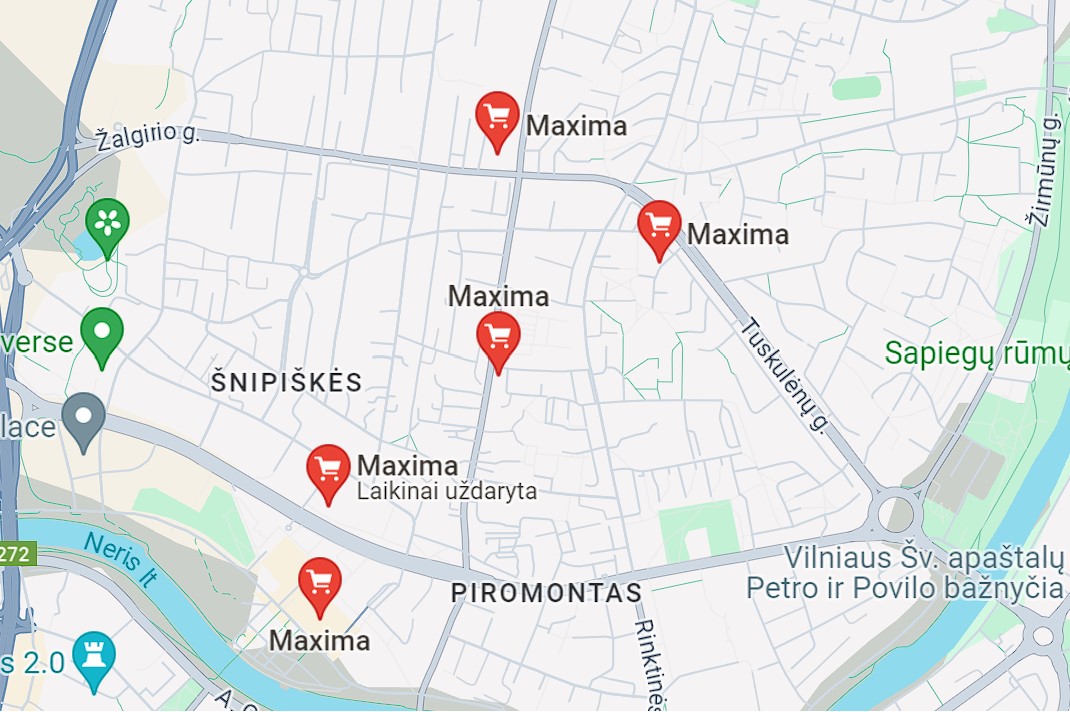 Maxima
Žalgirio g.
Žirmūnų g.
Maxima
Maxima
verse
Tuskulėnų g.
Sapiegų rūmų
ŠNIPIŠKĖS
lace
Maxima
Laikinai uždaryta
272
Neris lt
Vilniaus Šv. apaštalų
Petro ir Povilo bažnyčia
PIROMONTAS
Maxima
Rinktinės
s 2.0
A. G